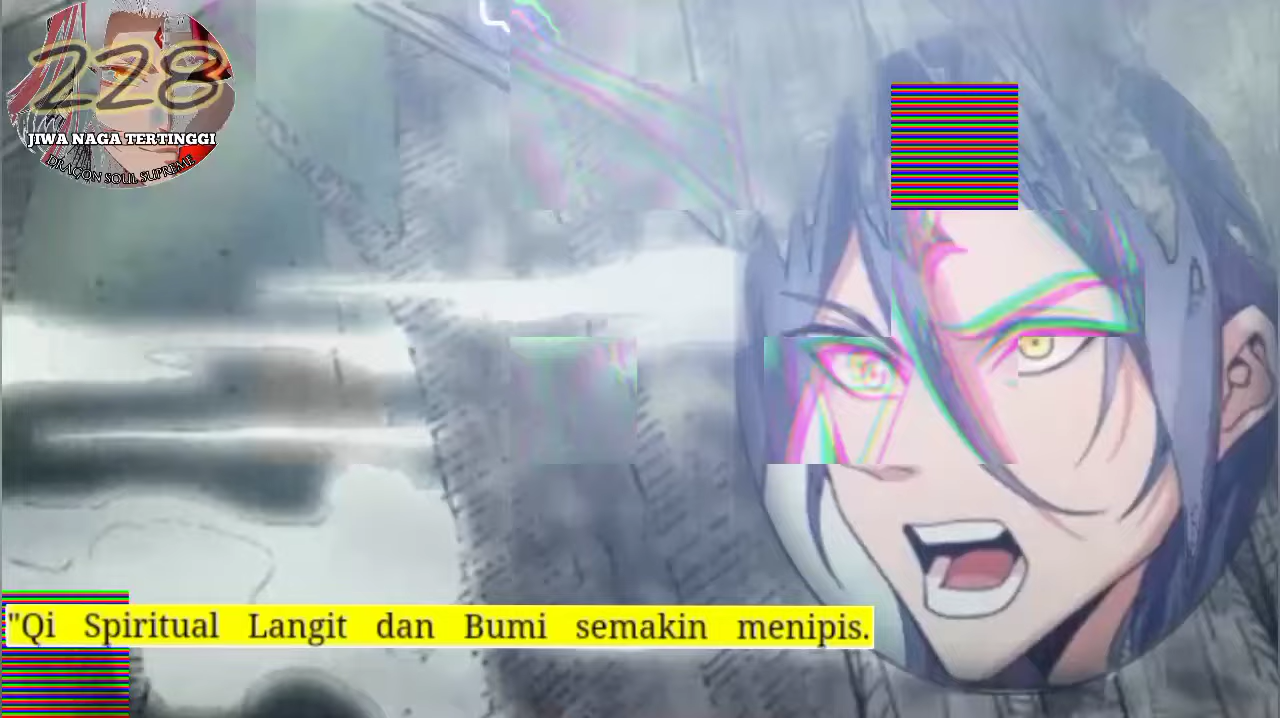 228
JIWA NAGA TERTINGGI
DRAGON SOUL SUPREME
"Qi Spiritual Langit dan Bumi semakin menipis.